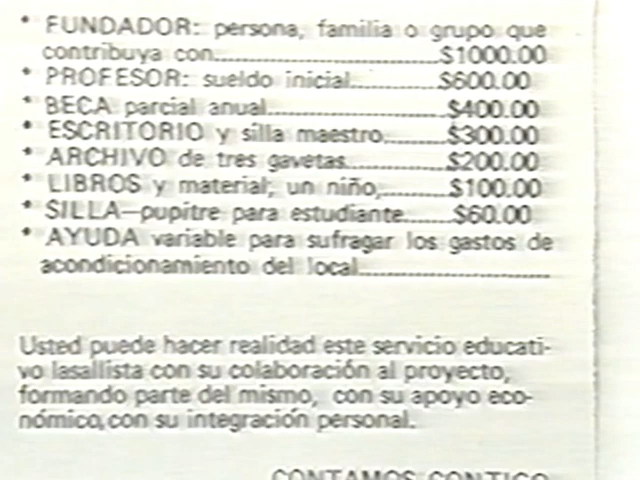 * FUNDADOR: persona, familia o grupo que
contribuya con..............................$1000.00
* PROFESOR: sueldo inicial............$600.00
* BECA parcial anual........................$400.00
* ESCRITORIO y silla maestro.........$300.00
* ARCHIVO de tres gavetas.............$200.00
* LIBROS y material, un niño,.........$100.00
* SILLA—pupitre para estudiante.......$60.00
* AYUDA variable para sufragar los gastos de
acondicionamiento del local..........................
Usted puede hacer realidad este servicio educati-
vo lasallista con su colaboración al proyecto,
formando parte del mismo, con su apoyo eco-
nómico, con su integración personal.
CONTAMOS CONTIGO